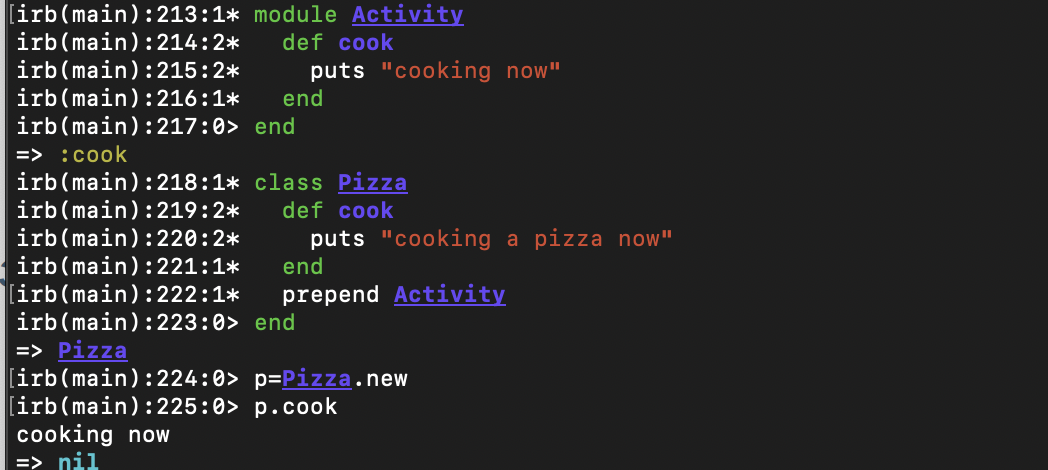 irb(main):213:1* module Activity
irb(main):214:2*   def cook
irb(main):215:2*     puts "cooking now"
irb(main):216:1*   end
irb(main):217:0> end
=> :cook
irb(main):218:1* class Pizza
irb(main):219:2*   def cook
irb(main):220:2*     puts "cooking a pizza now"
irb(main):221:1*   end
irb(main):222:1*   prepend Activity
irb(main):223:0> end
=> Pizza
irb(main):224:0> p=Pizza.new
irb(main):225:0> p.cook
cooking now
=> nil